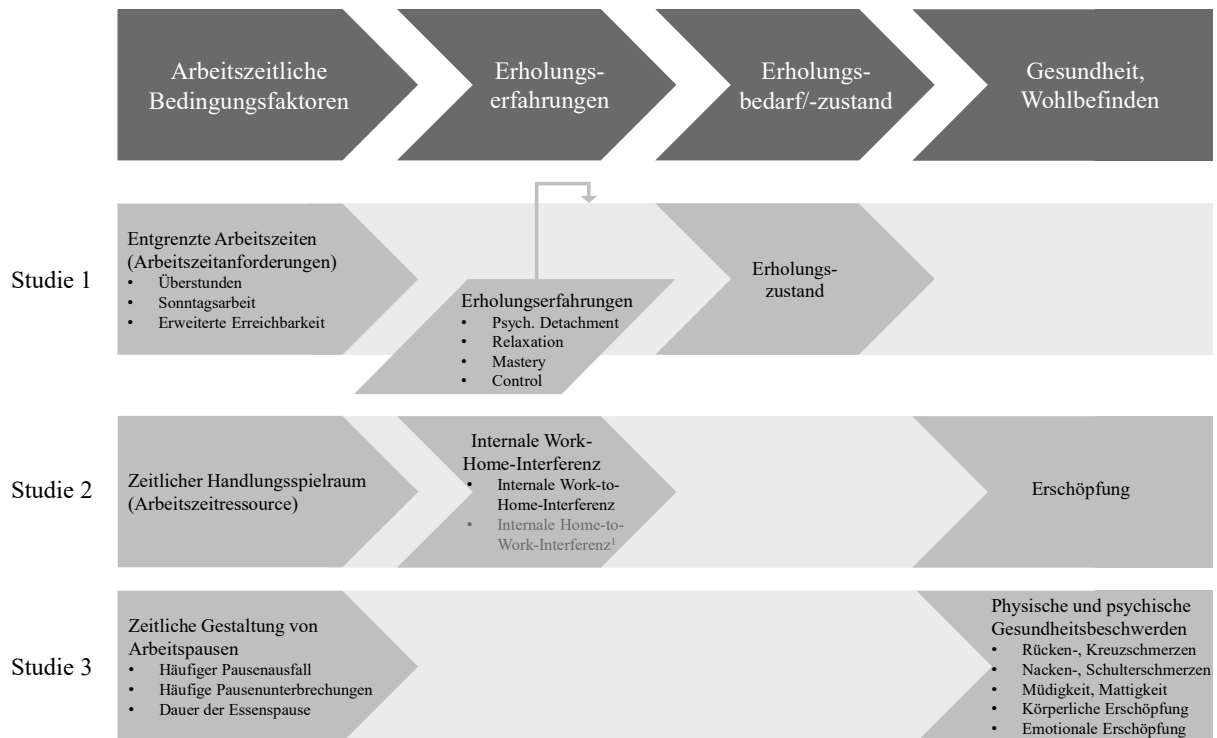 Arbeitszeitliche
Bedingungsfaktoren
Erholungs-
erfahrungen
Erholungs-
bedarf/-zustand
Gesundheit,
Wohlbefinden
Studie 1
Entgrenzte Arbeitszeiten
(Arbeitszeitanforderungen)
• Überstunden
• Sonntagsarbeit
• Erweiterte Erreichbarkeit
Erholungserfahrungen
• Psych. Detachment
• Relaxation
• Mastery
• Control
Erholungs-
zustand
Studie 2
Zeitlicher Handlungsspielraum
(Arbeitszeitressource)
Internale Work-
Home-Interferenz
• Internale Work-to-
Home-Interferenz
• Internale Home-to-
Work-Interferenz¹
Erschöpfung
Studie 3
Zeitliche Gestaltung von
Arbeitspausen
• Häufiger Pausenausfall
• Häufige Pausenunterbrechungen
• Dauer der Essenspause
Physische und psychische
Gesundheitsbeschwerden
• Rücken-, Kreuzschmerzen
• Nacken-, Schulterschmerzen
• Müdigkeit, Mattigkeit
• Körperliche Erschöpfung
• Emotionale Erschöpfung